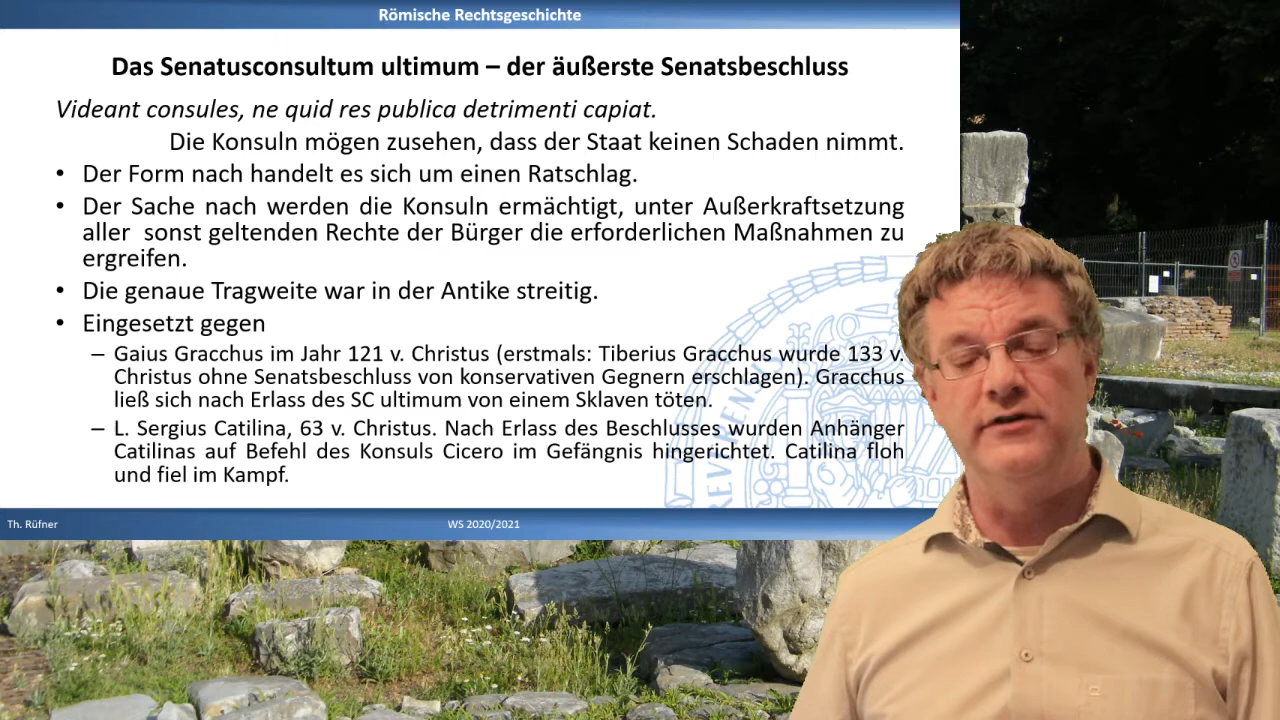 Römische Rechtsgeschichte
Das Senatusconsultum ultimum – der äußerste Senatsbeschluss
Videant consules, ne quid res publica detrimenti capiat.
Die Konsuln mögen zusehen, dass der Staat keinen Schaden nimmt.
• Der Form nach handelt es sich um einen Ratschlag.
• Der Sache nach werden die Konsuln ermächtigt, unter Außerkraftsetzung
aller sonst geltenden Rechte der Bürger die erforderlichen Maßnahmen zu
ergreifen.
• Die genaue Tragweite war in der Antike streitig.
• Eingesetzt gegen
– Gaius Gracchus im Jahr 121 v. Christus (erstmals: Tiberius Gracchus wurde 133 v.
Christus ohne Senatsbeschluss von konservativen Gegnern erschlagen). Gracchus
ließ sich nach Erlass des SC ultimum von einem Sklaven töten.
– L. Sergius Catilina, 63 v. Christus. Nach Erlass des Beschlusses wurden Anhänger
Catilinas auf Befehl des Konsuls Cicero im Gefängnis hingerichtet. Catilina floh
und fiel im Kampf.
Th. Rüfner
WS 2020/2021